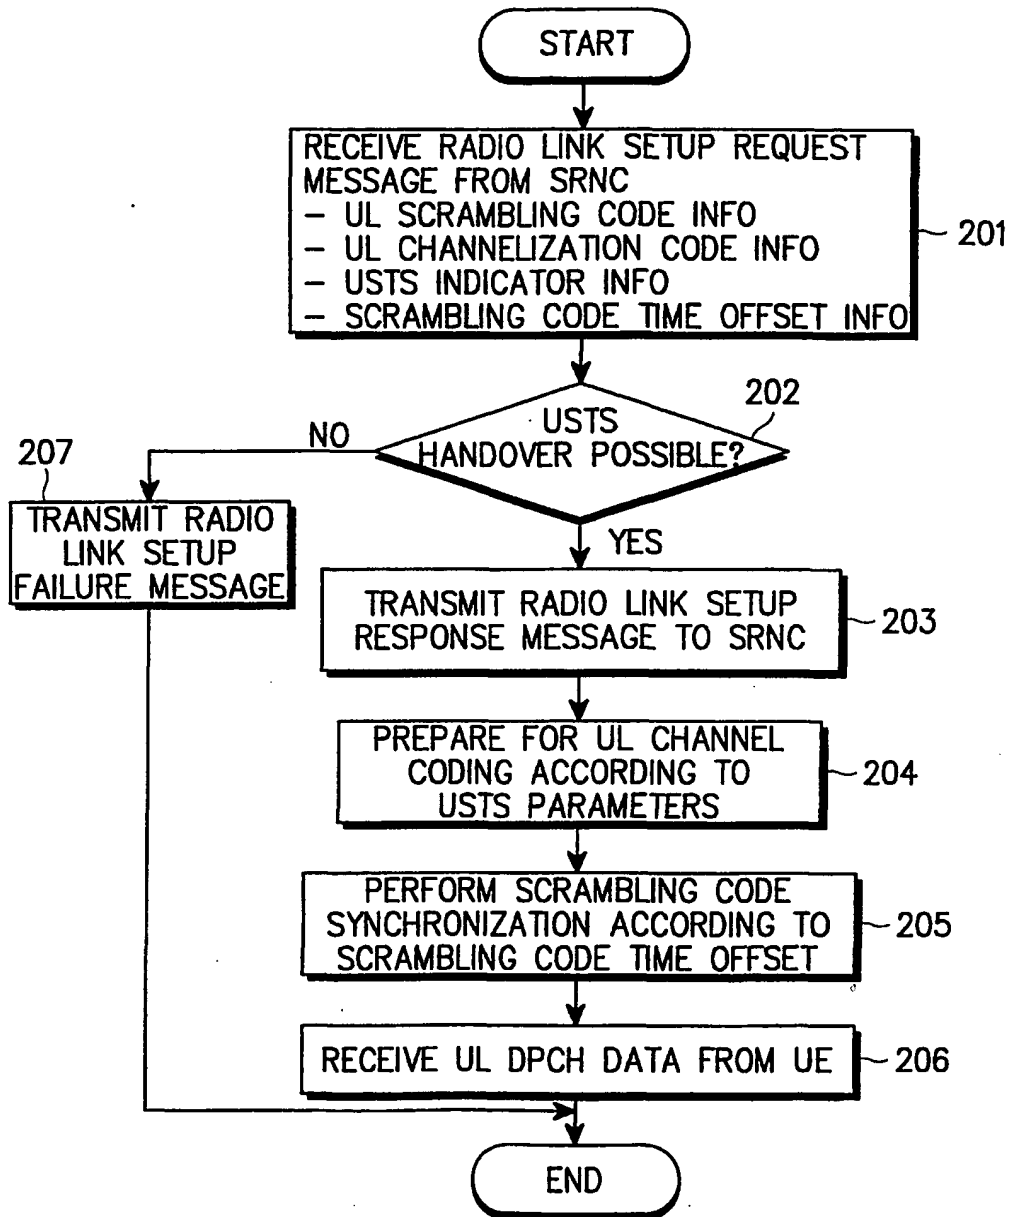 START
RECEIVE RADIO LINK SETUP REQUEST
MESSAGE FROM SRNC
– UL SCRAMBLING CODE INFO
– UL CHANNELIZATION CODE INFO
– USTS INDICATOR INFO
– SCRAMBLING CODE TIME OFFSET INFO
201
202
USTS
HANDOVER POSSIBLE?
NO
207
TRANSMIT RADIO
LINK SETUP
FAILURE MESSAGE
YES
TRANSMIT RADIO LINK SETUP
RESPONSE MESSAGE TO SRNC
203
PREPARE FOR UL CHANNEL
CODING ACCORDING TO
USTS PARAMETERS
204
PERFORM SCRAMBLING CODE
SYNCHRONIZATION ACCORDING TO
SCRAMBLING CODE TIME OFFSET
205
RECEIVE UL DPCH DATA FROM UE
206
END